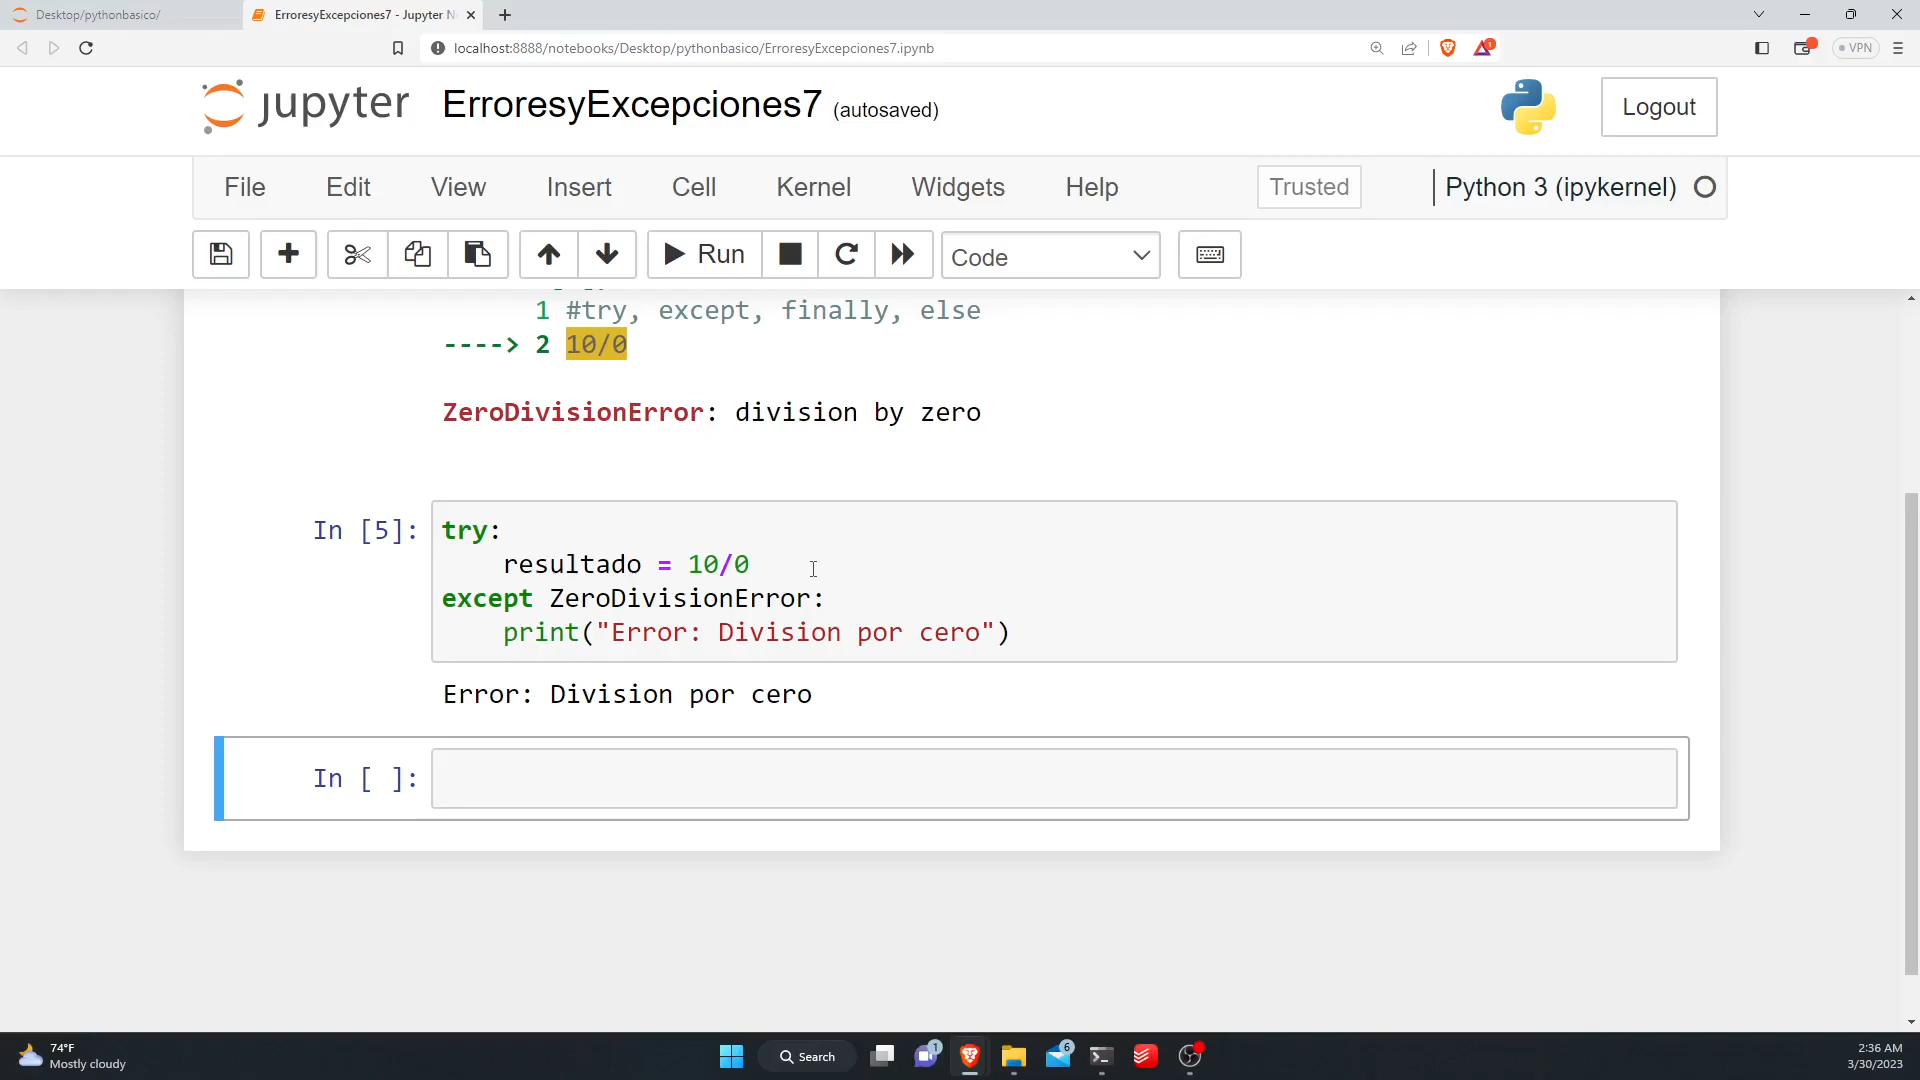 Desktop/pythonbasico/
ErroresyExcepciones7 - Jupyter N
localhost:8888/notebooks/Desktop/pythonbasico/ErroresyExcepciones7.ipynb
1
VPN
jupyter ErroresyExcepciones7 (autosaved)
Logout
File Edit View Insert Cell Kernel Widgets Help
Trusted
Python 3 (ipykernel)
Run
Code
1 #try, except, finally, else
----> 2 10/0
ZeroDivisionError: division by zero
In [5]:
try:
resultado = 10/0
except ZeroDivisionError:
print("Error: Division por cero")
Error: Division por cero
In [ ]:
74°F
Mostly cloudy
Search
1
6
2:36 AM
3/30/2023